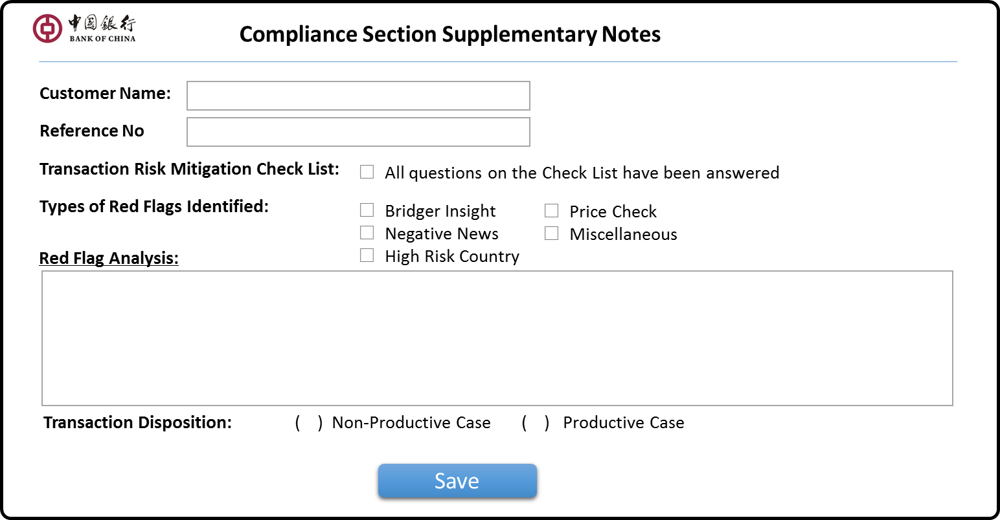 中国銀行
BANK OF CHINA
Compliance Section Supplementary Notes
Customer Name:
Reference No
Transaction Risk Mitigation Check List: All questions on the Check List have been answered
Types of Red Flags Identified:
Bridger Insight Price Check
Negative News Miscellaneous
High Risk Country
Red Flag Analysis:
Transaction Disposition: ( ) Non-Productive Case ( ) Productive Case
Save